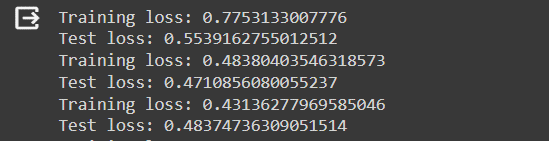 Training loss: 0.7753133007776
Test loss: 0.5539162755012512
Training loss: 0.48380403546318573
Test loss: 0.4710856080055237
Training loss: 0.43136277969585046
Test loss: 0.48374736309051514